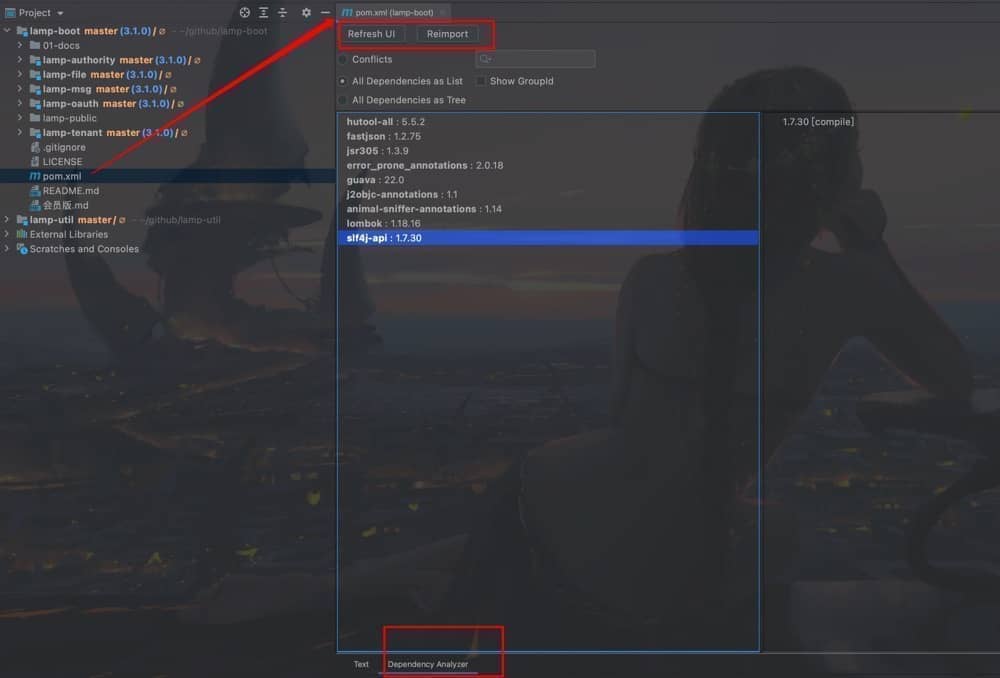 Project
lamp-boot master (3.1.0) / ∅ ~/github/lamp-boot
01-docs
lamp-authority master (3.1.0) / ∅
lamp-file master (3.1.0) / ∅
lamp-msg master (3.1.0) / ∅
lamp-oauth master (3.1.0) / ∅
lamp-public
lamp-tenant master (3.1.0) / ∅
.gitignore
LICENSE
pom.xml
README.md
会员版.md
lamp-util master / ∅ ~/github/lamp-util
External Libraries
Scratches and Consoles
pom.xml (lamp-boot)
Refresh UI Reimport
Conflicts
All Dependencies as List Show GroupId
All Dependencies as Tree
hutool-all : 5.5.2
fastjson : 1.2.75
jsr305 : 1.3.9
error_prone_annotations : 2.0.18
guava : 22.0
j2objc-annotations : 1.1
animal-sniffer-annotations : 1.14
lombok : 1.18.16
slf4j-api : 1.7.30
1.7.30 [compile]
Text Dependency Analyzer